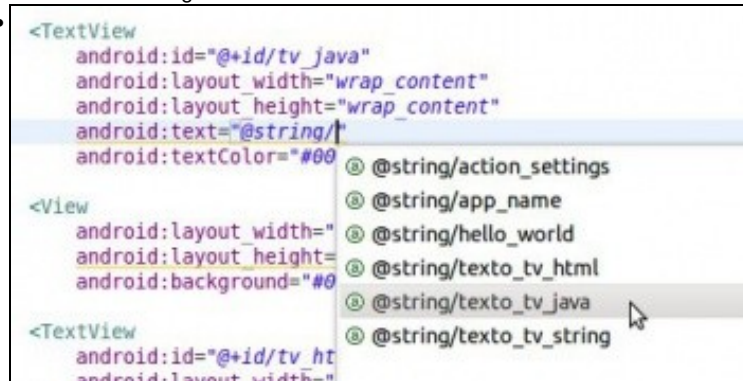 <TextView
android:id="@+id/tv_java"
android:layout_width="wrap_content"
android:layout_height="wrap_content"
android:text="@string/"
android:textColor="#00
@string/action_settings
@string/app_name
<View
android:layout_width="
@string/hello_world
android:layout_height=
@string/texto_tv_html
android:background="#0
@string/texto_tv_java
<TextView
@string/texto_tv_string
android:id="@+id/tv_ht
android:layout_width="